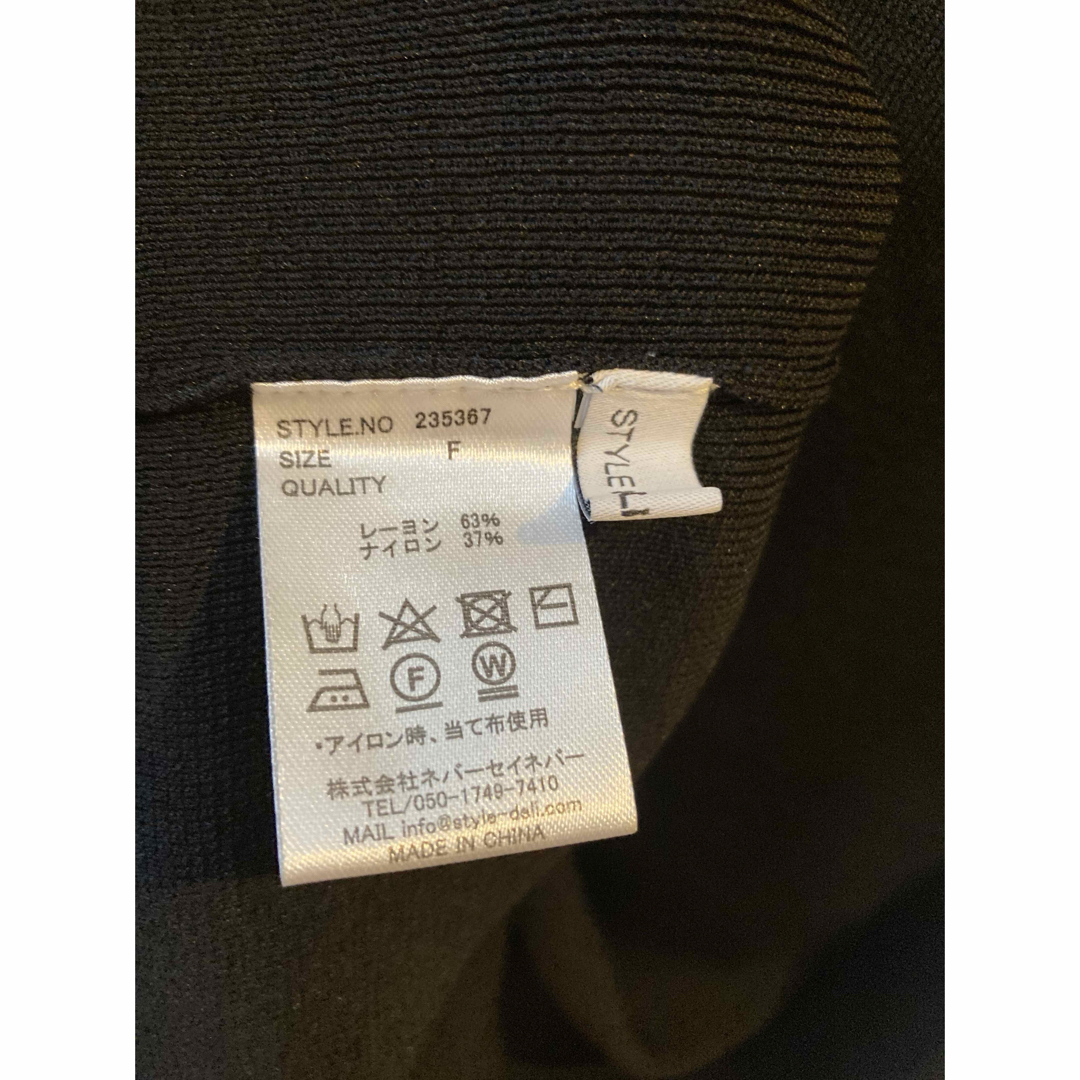 STYLE.NO 235367
SIZE F
QUALITY
レーヨン 63%
ナイロン 37%
F
W
・アイロン時、当て布使用
株式会社ネバーセイネバー
TEL/050-1749-7410
MAIL info@style-deli.com
MADE IN CHINA
STYLE